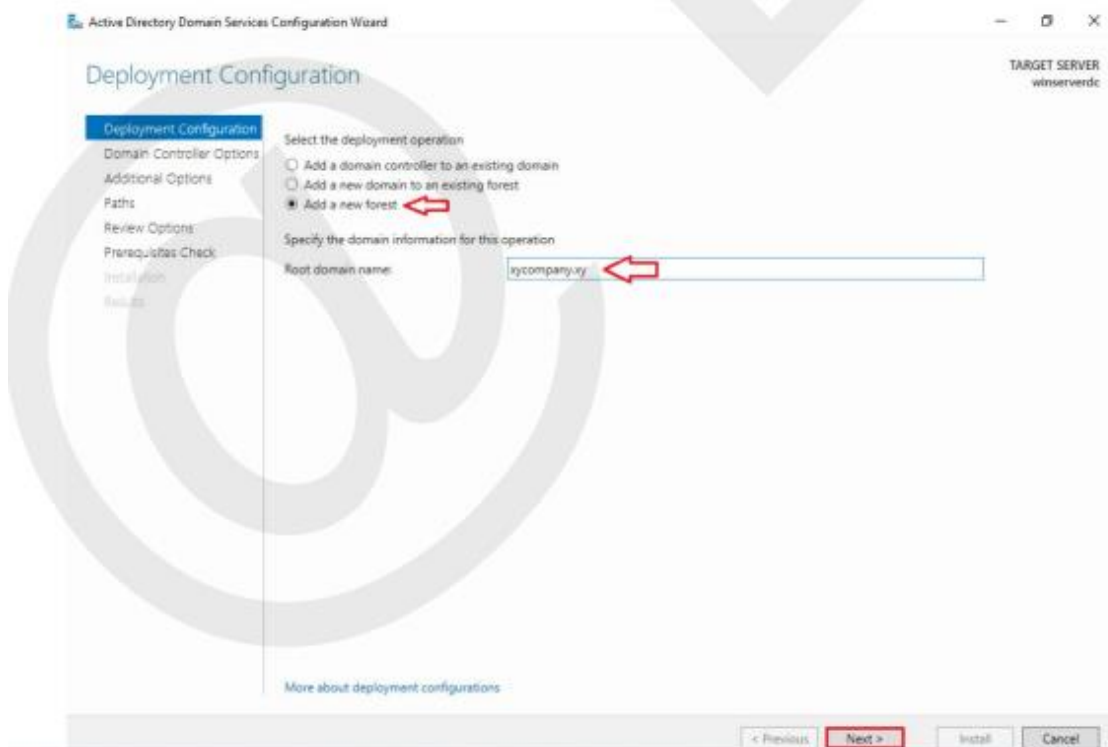 Active Directory Domain Services Configuration Wizard
Deployment Configuration
TARGET SERVER
winserverdc
Deployment Configuration
Domain Controller Options
Additional Options
Paths
Review Options
Prerequisites Check
Installation
Results
Select the deployment operation
Add a domain controller to an existing domain
Add a new domain to an existing forest
Add a new forest
Specify the domain information for this operation
Root domain name:
xycompany.xy
More about deployment configurations
< Previous
Next >
Install
Cancel